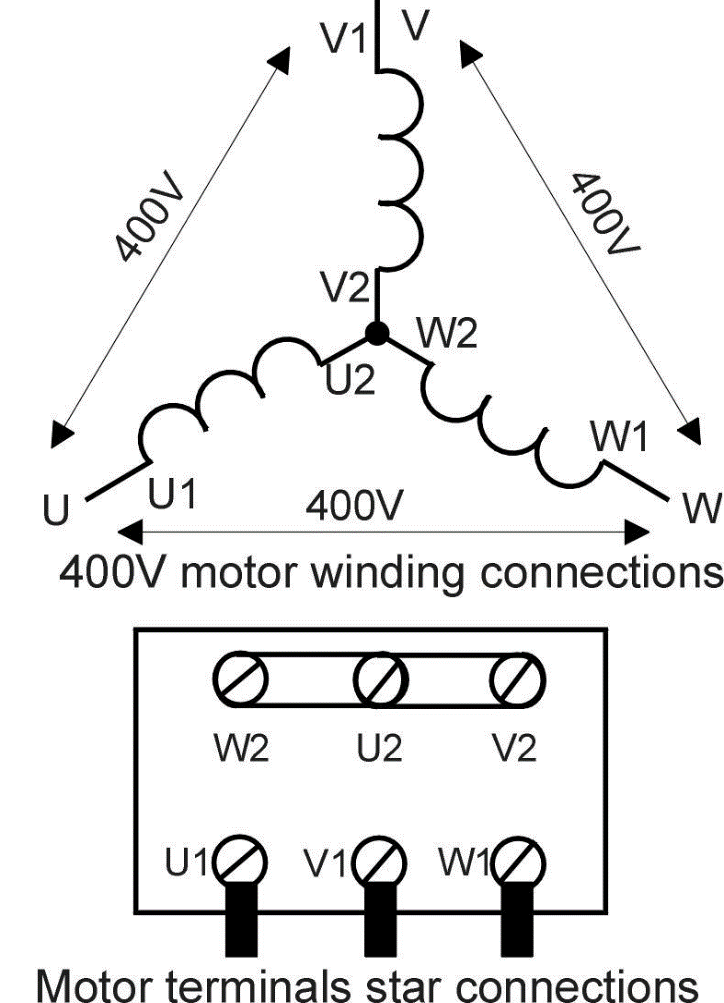 V1 V
400V 400V
V2
W2
U2
W1
U1
U W
400V
400V motor winding connections
W2 U2 V2
U1 V1 W1
Motor terminals star connections